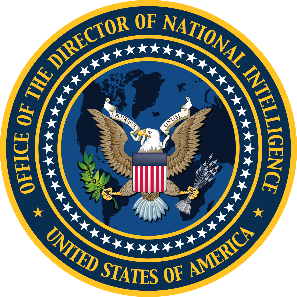 OFFICE OF THE DIRECTOR OF NATIONAL INTELLIGENCE
UNITED STATES OF AMERICA